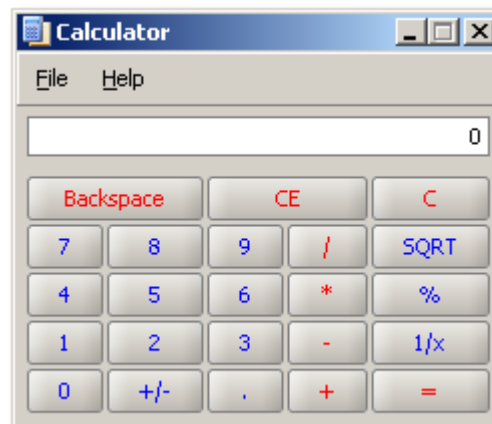 Calculator
File Help
0
Backspace CE C
7 8 9 / SQRT
4 5 6 * %
1 2 3 - 1/x
0 +/- . + =